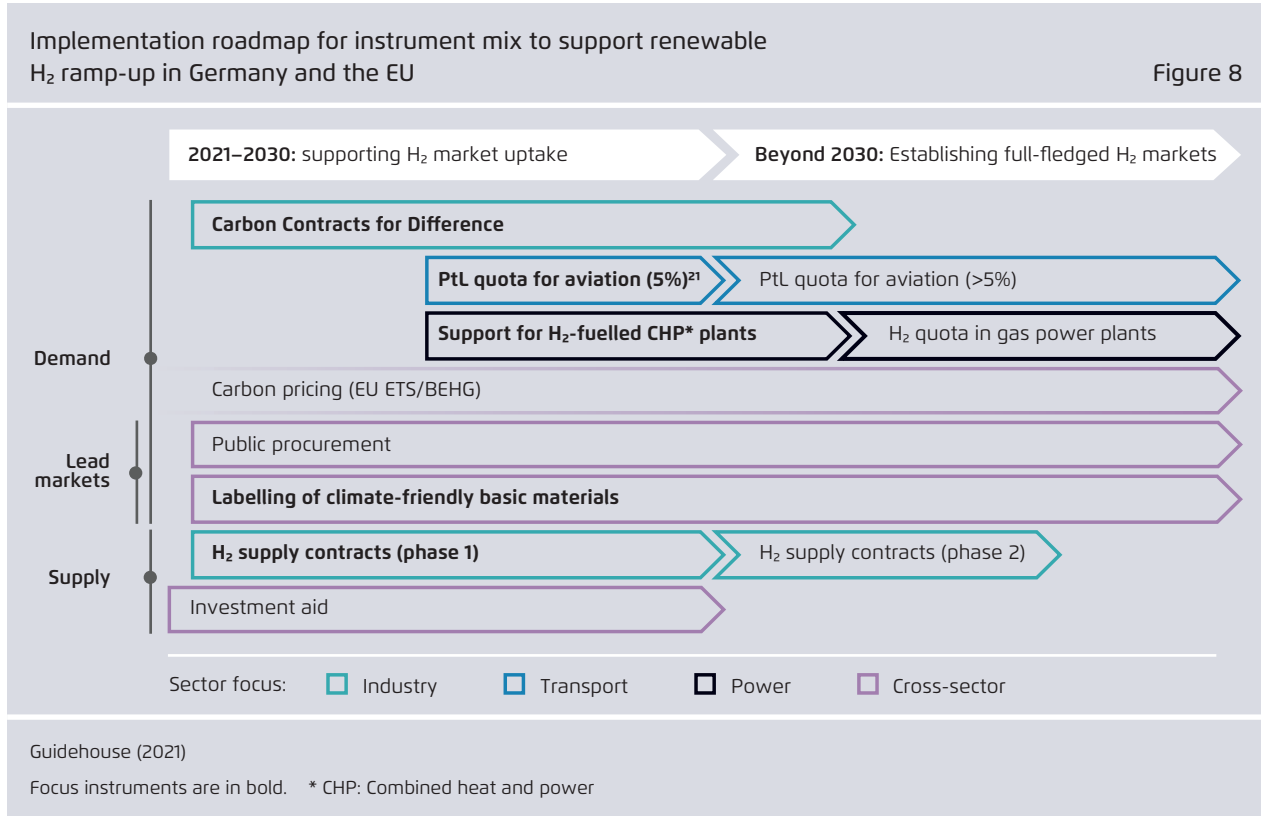 Implementation roadmap for instrument mix to support renewable
H₂ ramp-up in Germany and the EU
Figure 8
2021–2030: supporting H₂ market uptake
Beyond 2030: Establishing full-fledged H₂ markets
Demand
Carbon Contracts for Difference
PtL quota for aviation (5%)²¹
PtL quota for aviation (>5%)
Support for H₂-fuelled CHP* plants
H₂ quota in gas power plants
Carbon pricing (EU ETS/BEHG)
Lead
markets
Public procurement
Labelling of climate-friendly basic materials
Supply
H₂ supply contracts (phase 1)
H₂ supply contracts (phase 2)
Investment aid
Sector focus:
Industry
Transport
Power
Cross-sector
Guidehouse (2021)
Focus instruments are in bold. * CHP: Combined heat and power